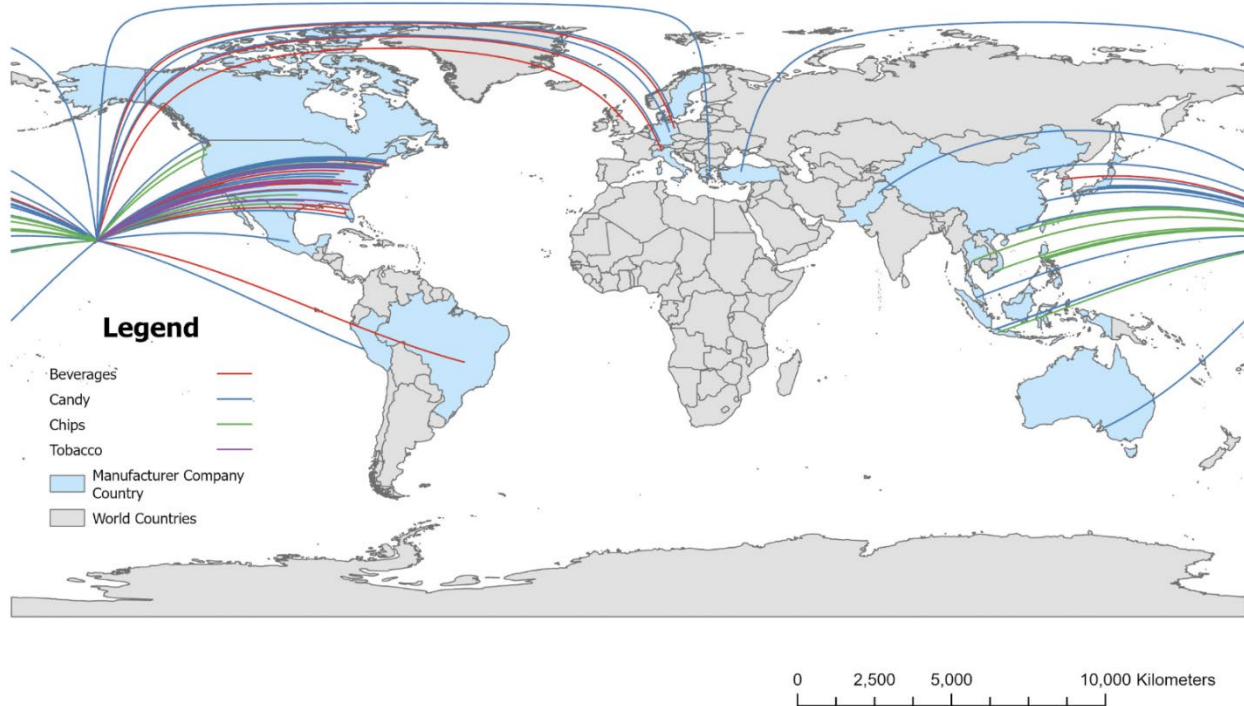 Legend
Beverages
Candy
Chips
Tobacco
Manufacturer Company
Country
World Countries
0 2,500 5,000 10,000 Kilometers